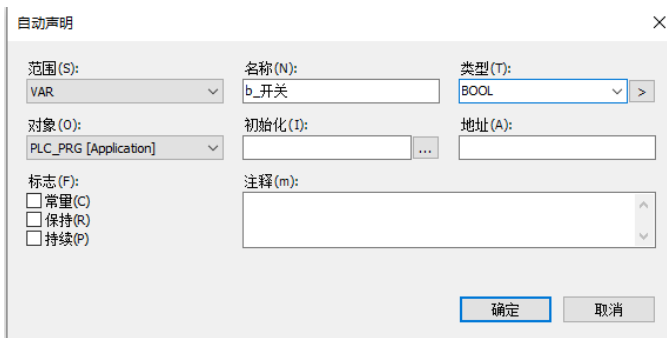 自动声明
范围(S): 名称(N): 类型(T):
VAR b_开关 BOOL >
对象(O): 初始化(I): 地址(A):
PLC_PRG [Application] ...
标志(F): 注释(m):
常量(C)
保持(R)
持续(P)
确定 取消